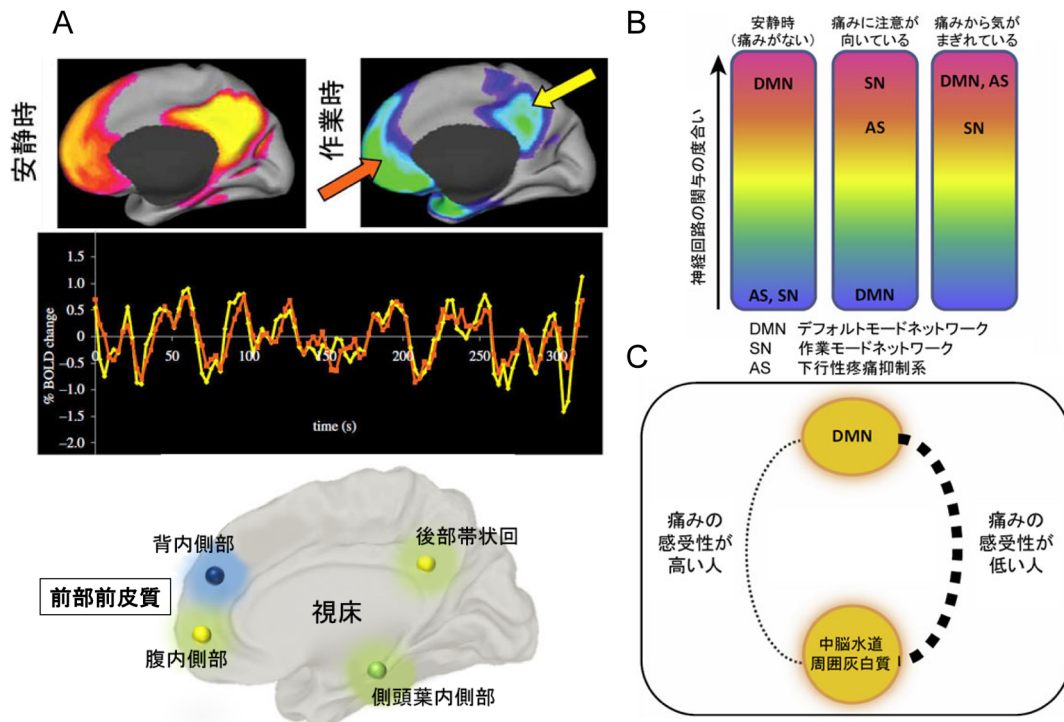 A
安静時
作業時
1.5
1.0
0.5
0
-0.5
-1.0
-1.5
-2.0
% BOLD change
0
50
100
150
200
250
300
time (s)
背内側部
後部帯状回
前部前皮質
視床
腹内側部
側頭葉内側部
B
安静時
(痛みがない)
痛みに注意が
向いている
痛みから気が
まぎれている
神経回路の関与の度合い
DMN
AS, SN
SN
AS
DMN
DMN, AS
SN
DMN デフォルトモードネットワーク
SN 作業モードネットワーク
AS 下行性疼痛抑制系
C
DMN
痛みの
感受性が
高い人
痛みの
感受性が
低い人
中脳水道
周囲灰白質